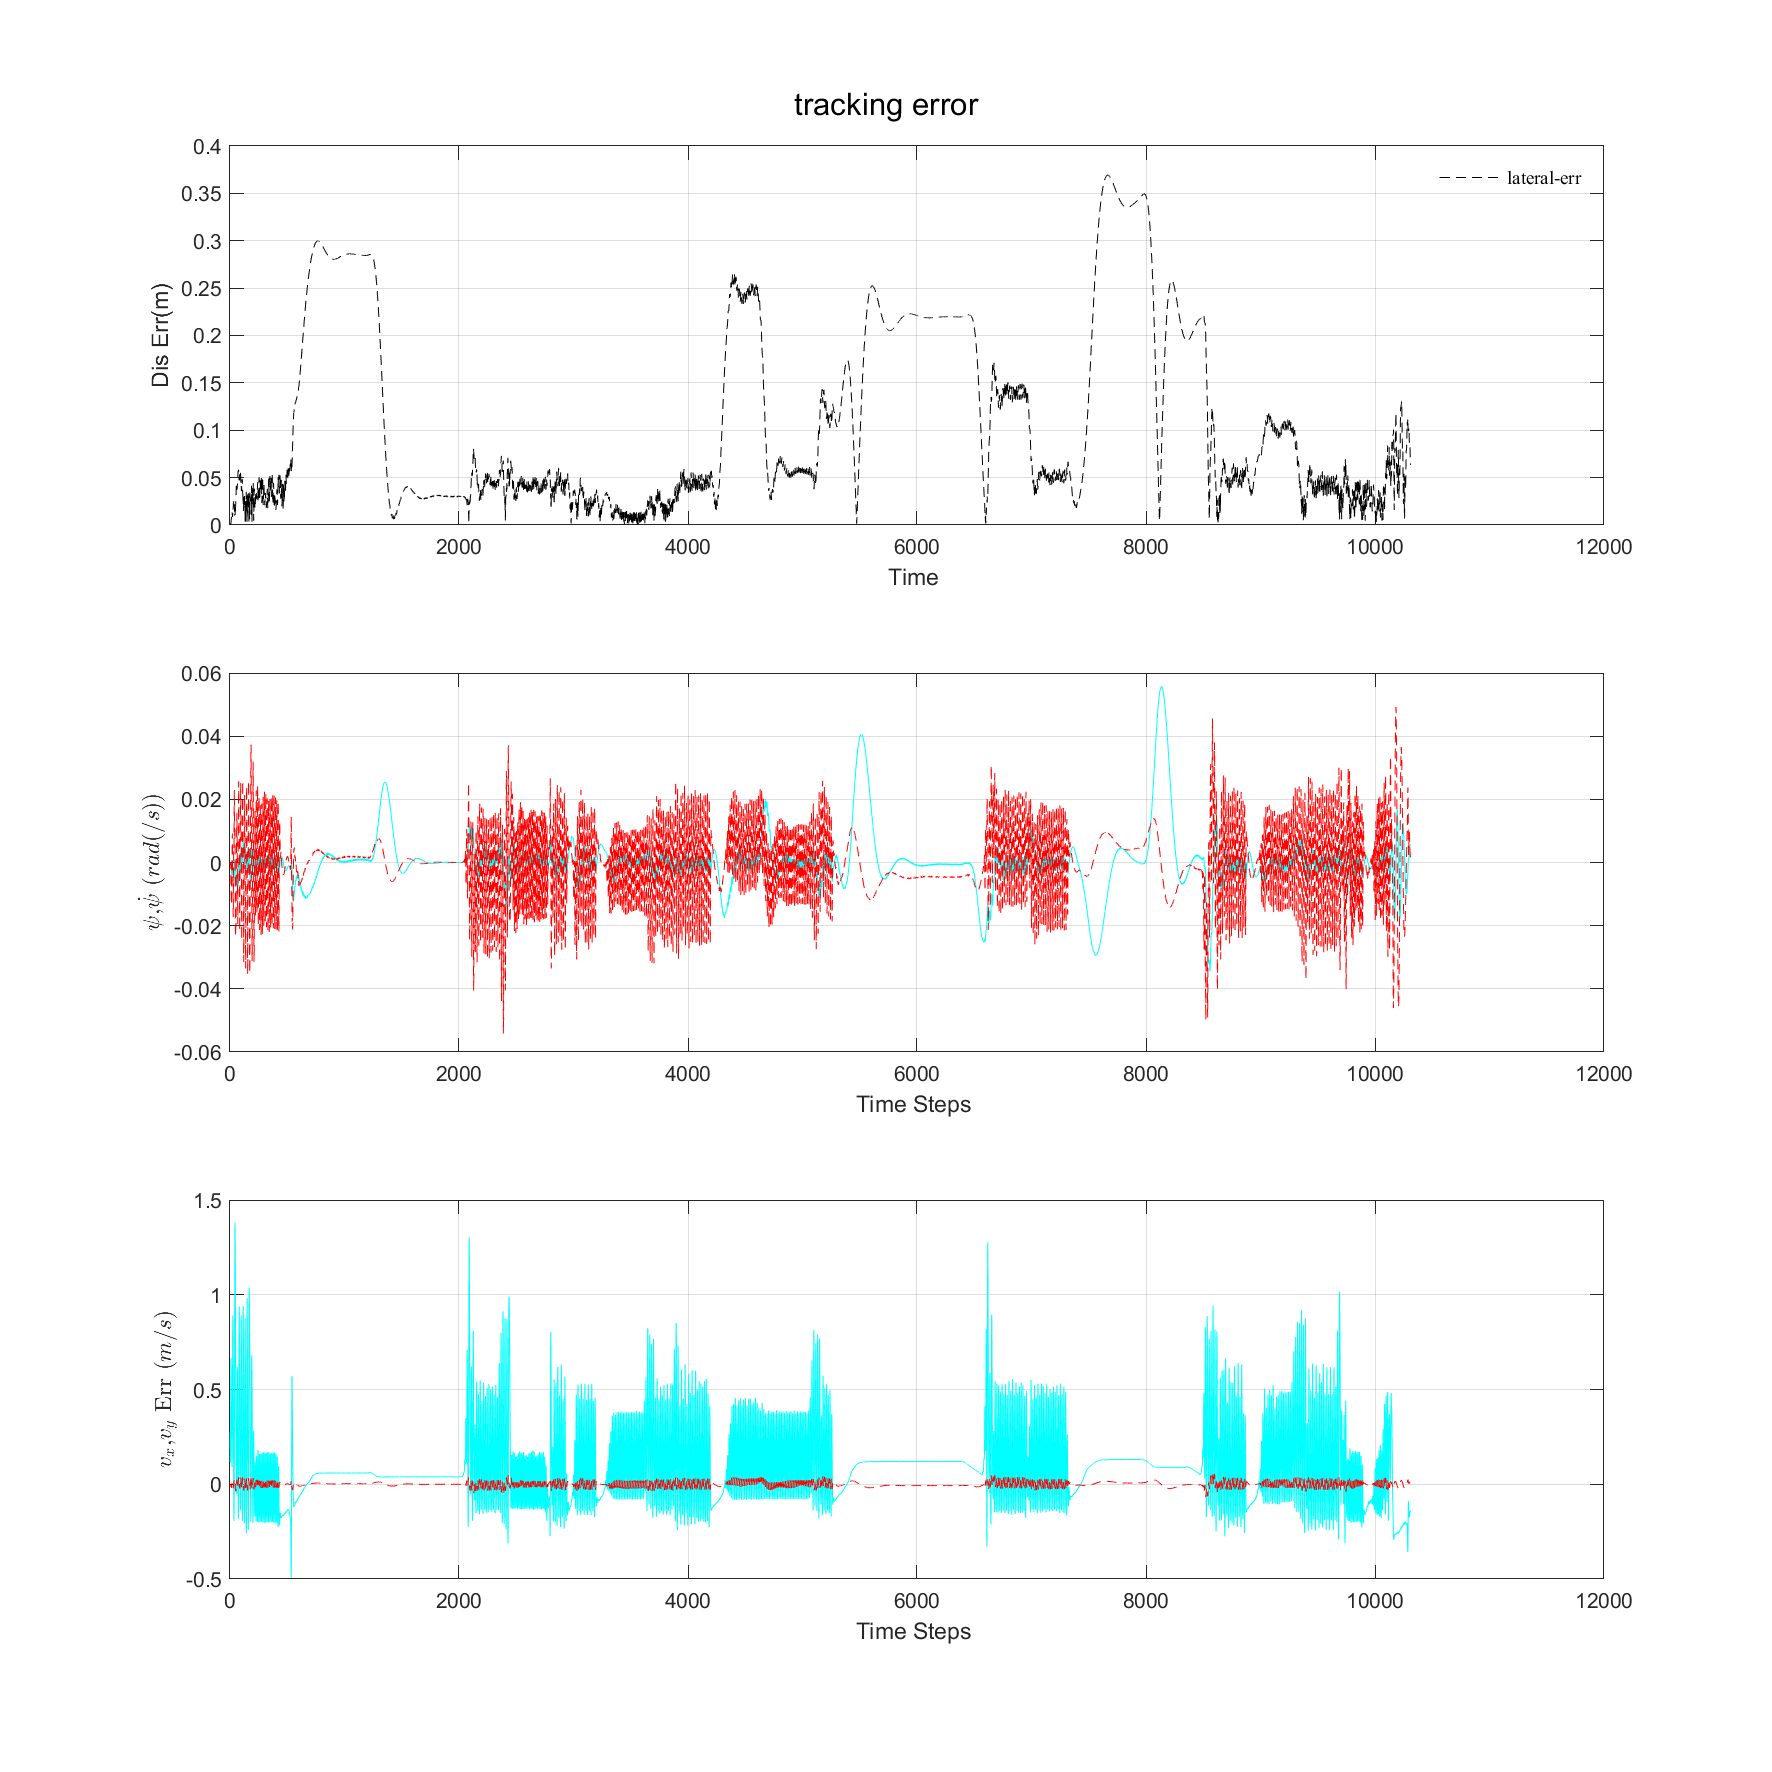 tracking error
0.4
0.35
0.3
0.25
0.2
0.15
0.1
0.05
0
Dis Err(m)
lateral-err
0 2000 4000 6000 8000 10000 12000
Time
0.06
0.04
0.02
0
-0.02
-0.04
-0.06
ψ,ψ̇ (rad(/s))
0 2000 4000 6000 8000 10000 12000
Time Steps
1.5
1
0.5
0
-0.5
v_x,v_y Err (m/s)
0 2000 4000 6000 8000 10000 12000
Time Steps